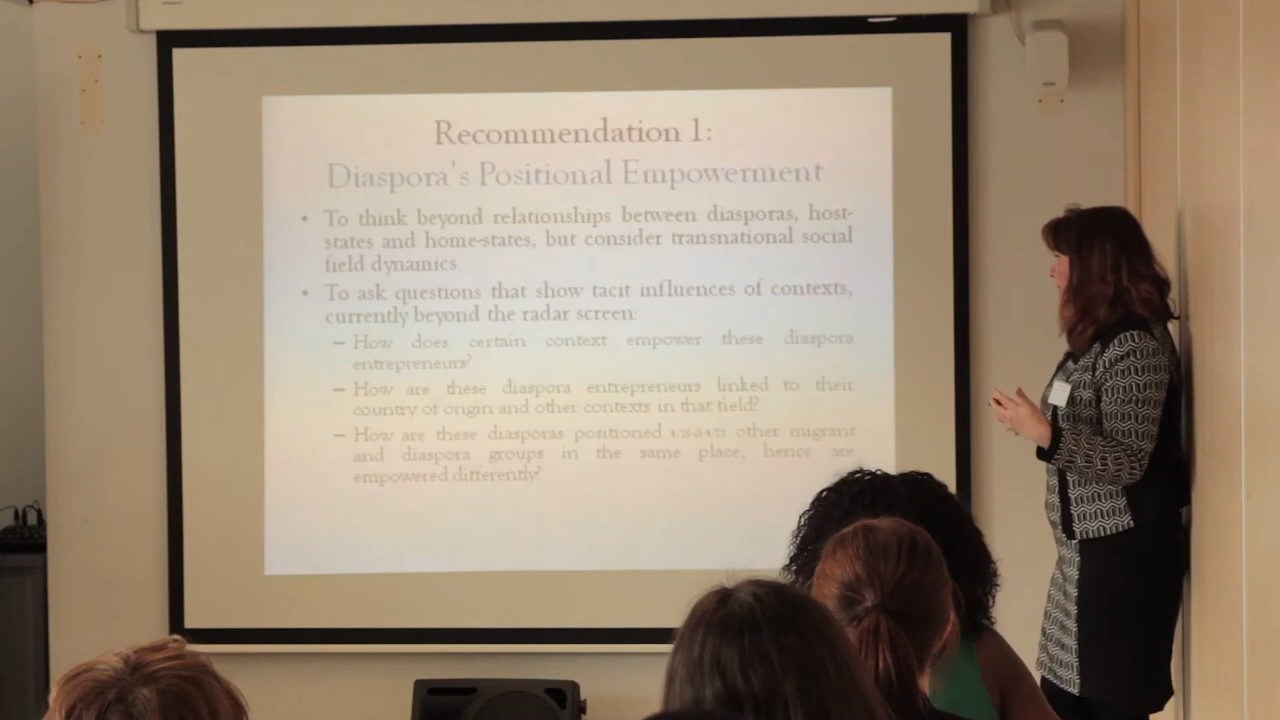 Recommendation 1:
Diaspora's Positional Empowerment
• To think beyond relationships between diasporas, host-
states and home-states, but consider transnational social
field dynamics
• To ask questions that show tacit influences of contexts,
currently beyond the radar screen:
– How does certain context empower these diaspora
entrepreneurs?
– How are these diaspora entrepreneurs linked to their
country of origin and other contexts in that field?
– How are these diasporas positioned other migrant
and diaspora groups in the same place, hence are
empowered differently?